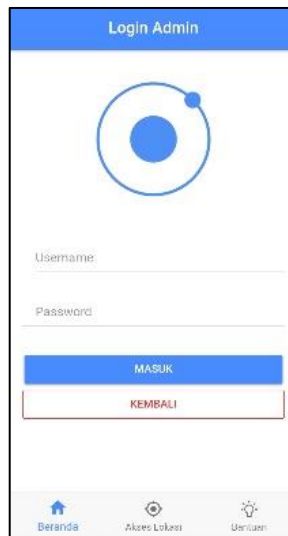 Login Admin
Username
Password
MASUK
KEMBALI
Beranda
Akses Lokasi
Bantuan